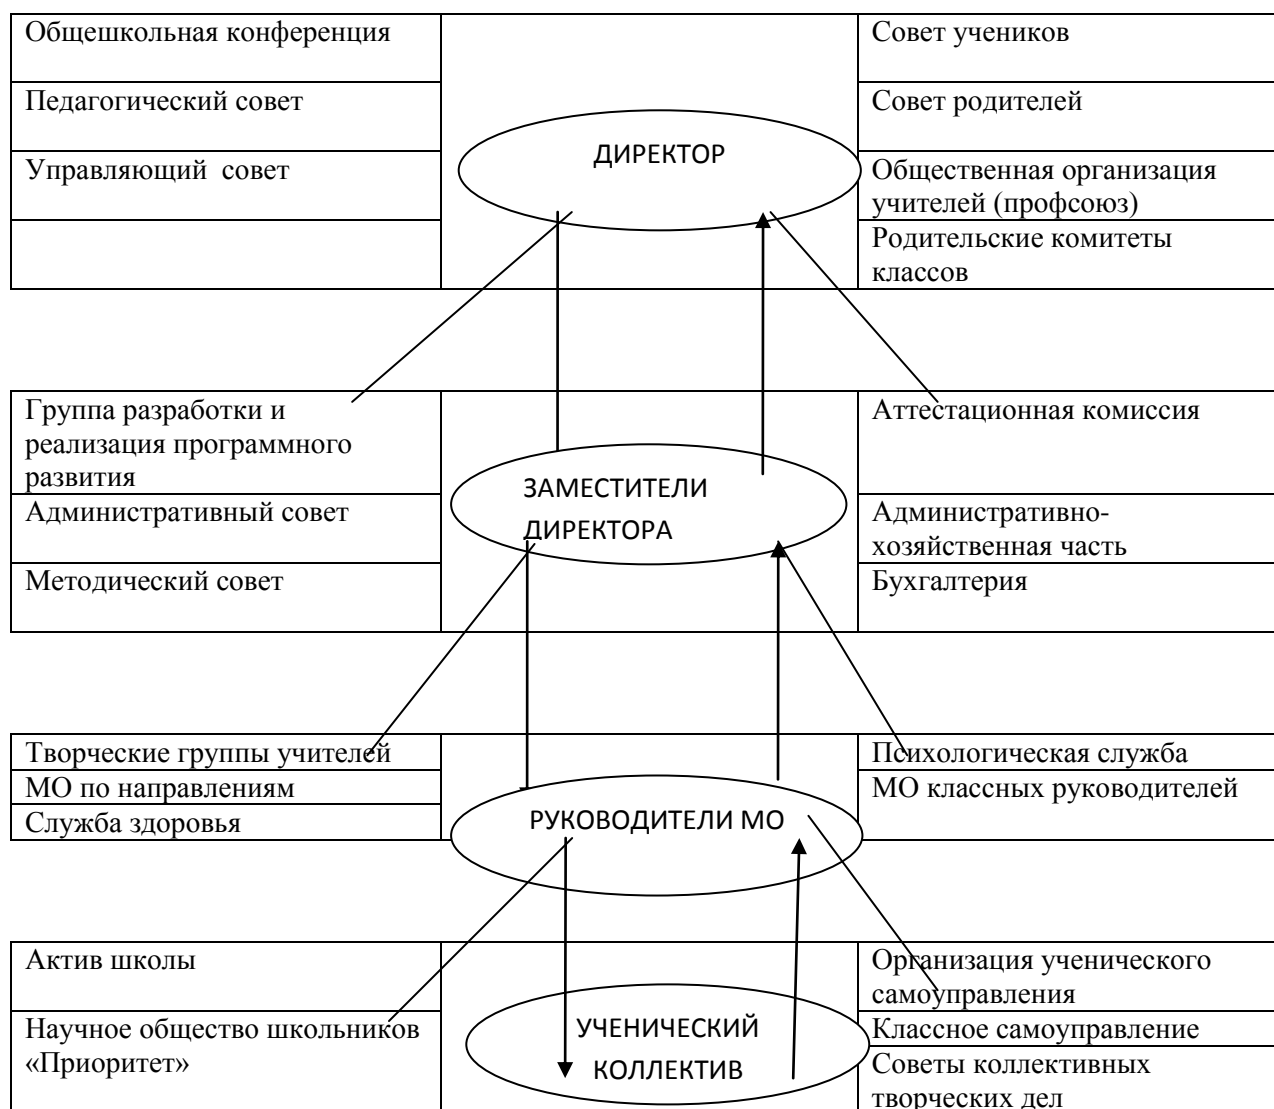 Общешкольная конференция
Совет учеников
Педагогический совет
Совет родителей
ДИРЕКТОР
Управляющий совет
Общественная организация
учителей (профсоюз)
Родительские комитеты
классов
Группа разработки и
реализация программного
развития
Аттестационная комиссия
ЗАМЕСТИТЕЛИ
ДИРЕКТОРА
Административный совет
Административно-
хозяйственная часть
Методический совет
Бухгалтерия
Творческие группы учителей
Психологическая служба
МО по направлениям
МО классных руководителей
Служба здоровья
РУКОВОДИТЕЛИ МО
Актив школы
Организация ученического
самоуправления
Научное общество школьников
«Приоритет»
УЧЕНИЧЕСКИЙ
КОЛЛЕКТИВ
Классное самоуправление
Советы коллективных
творческих дел